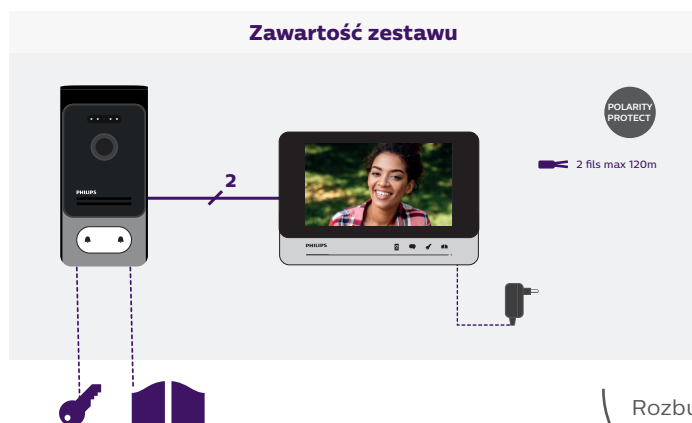 Zawartość zestawu
POLARITY
PROTECT
2
2 fils max 120m
PHILIPS
PHILIPS
Rozbu